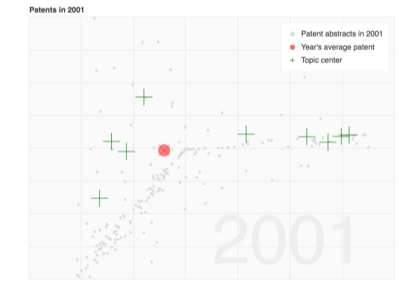 Patents in 2001
Patent abstracts in 2001
Year's average patent
Topic center
2001